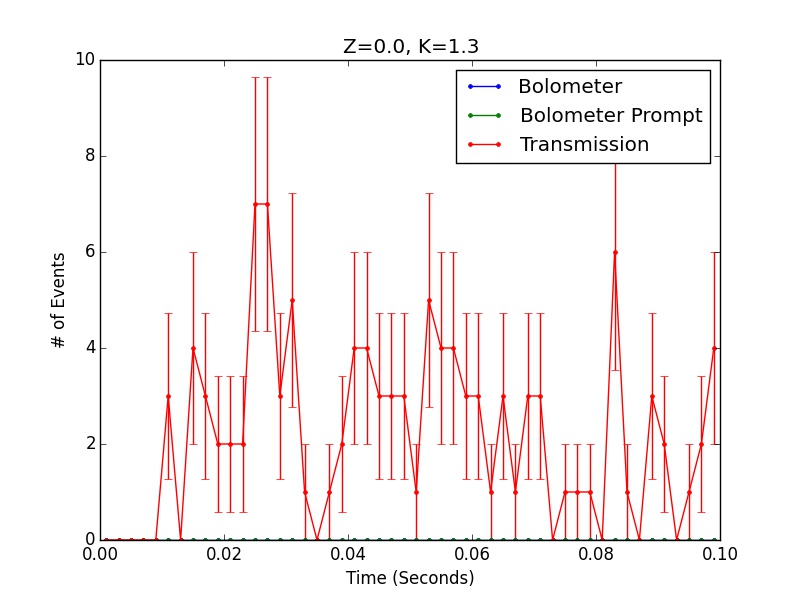 Z=0.0, K=1.3
10
8
6
4
2
0
# of Events
Bolometer
Bolometer Prompt
Transmission
0.00 0.02 0.04 0.06 0.08 0.10
Time (Seconds)